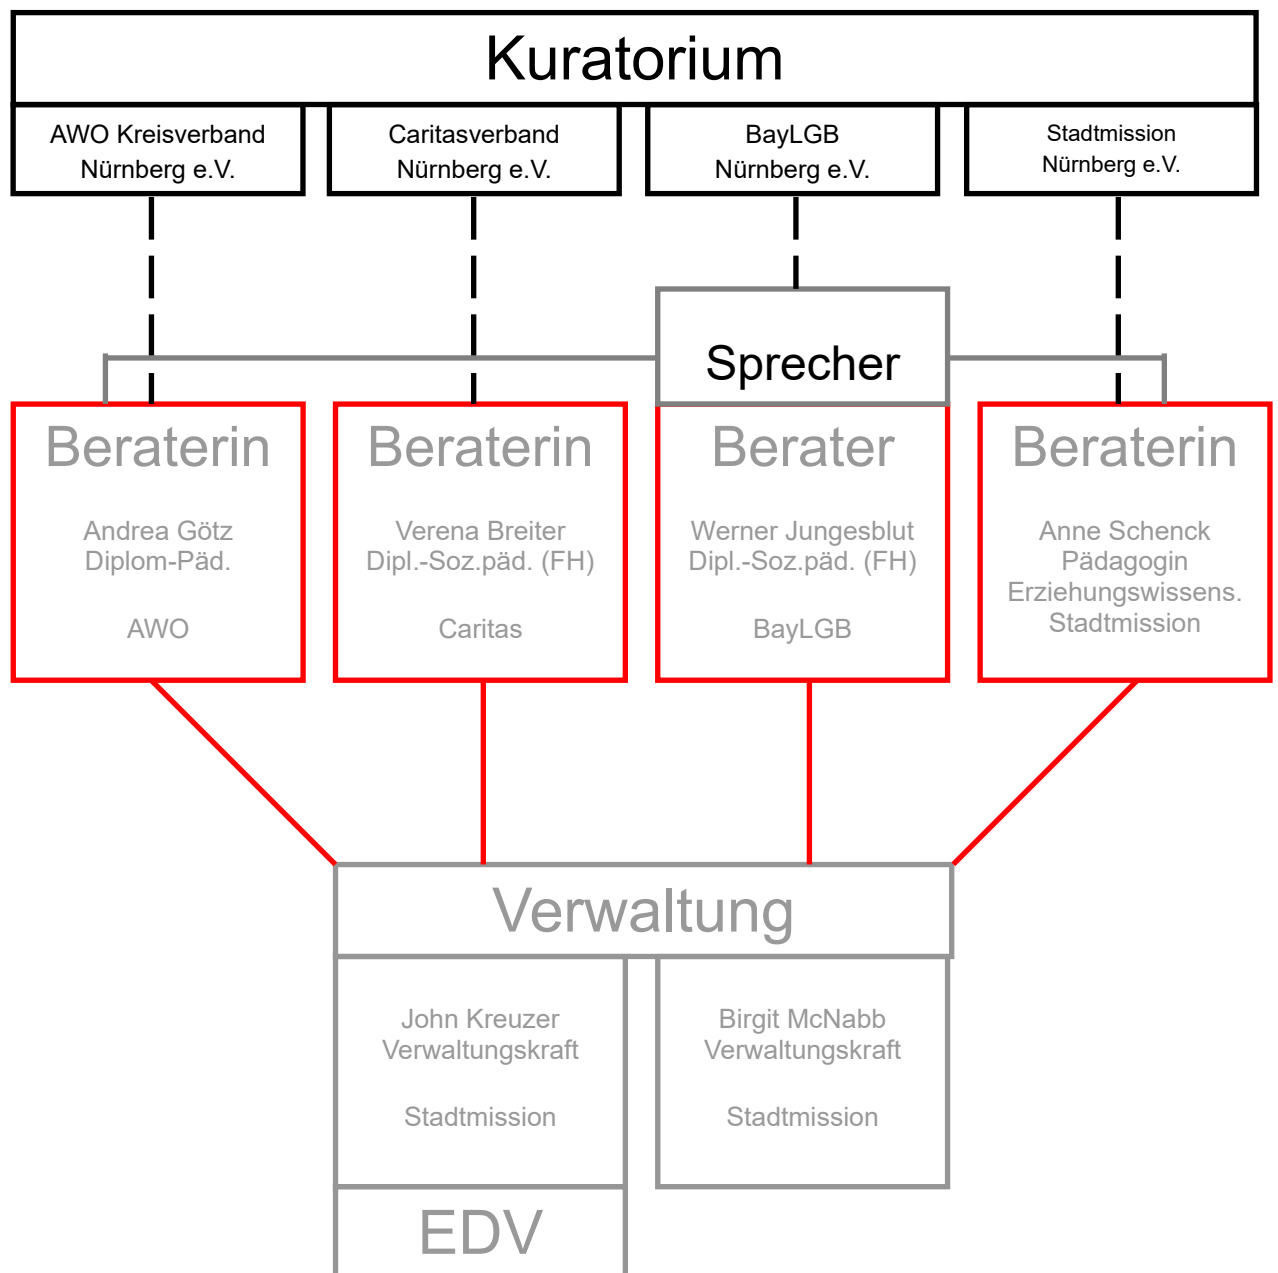 Kuratorium
AWO Kreisverband
Nürnberg e.V.
Caritasverband
Nürnberg e.V.
BayLGB
Nürnberg e.V.
Stadtmission
Nürnberg e.V.
Sprecher
Beraterin
Andrea Götz
Diplom-Päd.
AWO
Beraterin
Verena Breiter
Dipl.-Soz.päd. (FH)
Caritas
Berater
Werner Jungesblut
Dipl.-Soz.päd. (FH)
BayLGB
Beraterin
Anne Schenck
Pädagogin
Erziehungswissens.
Stadtmission
Verwaltung
John Kreuzer
Verwaltungskraft
Stadtmission
Birgit McNabb
Verwaltungskraft
Stadtmission
EDV